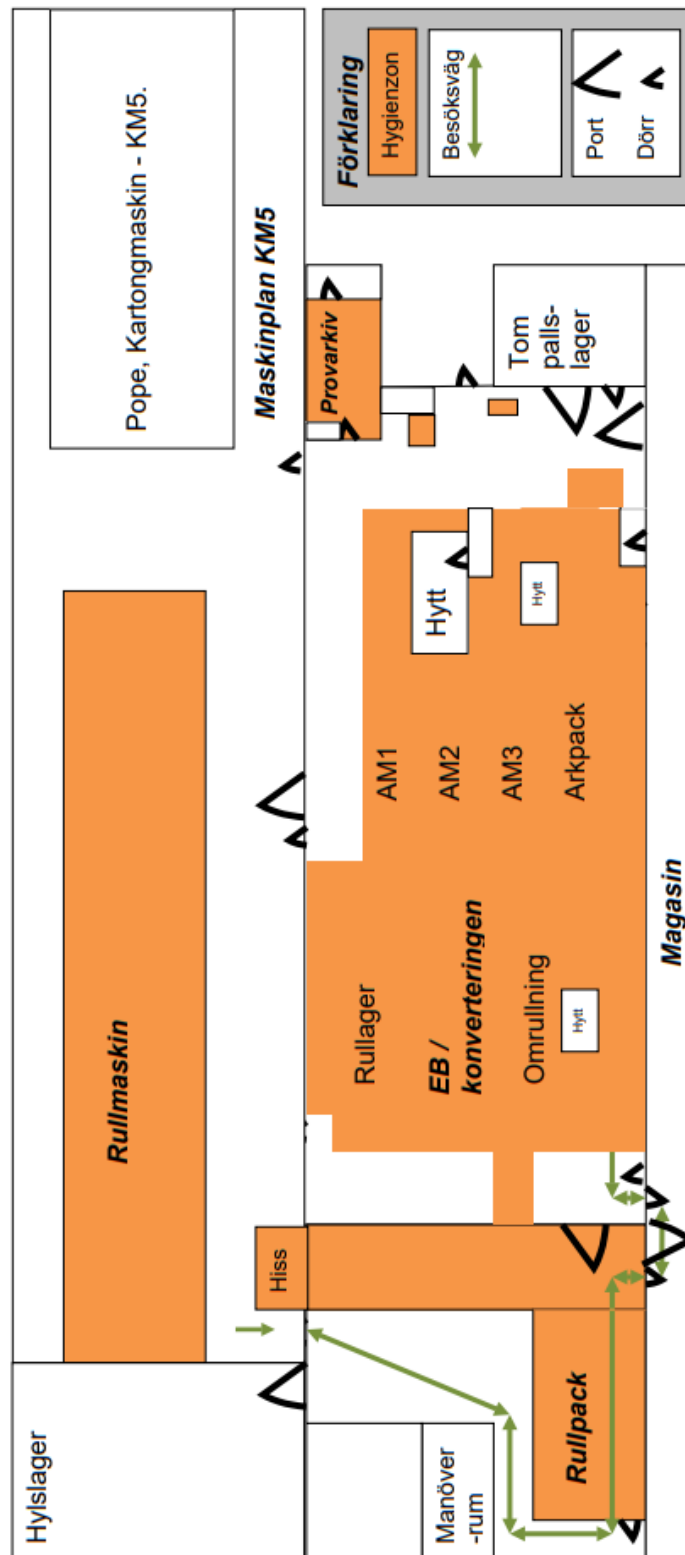 Hylslager
Rullmaskin
Pope, Kartongmaskin - KM5.
Maskinplan KM5
Hiss
Manöver
-rum
Rullpack
Rullager
EB /
konverteringen
Omrullning
Hytt
AM1
AM2
AM3
Arkpack
Hytt
Hytt
Provarkiv
Tom
palls-
lager
Magasin
Förklaring
Hygienzon
Besöksväg
Port
Dörr